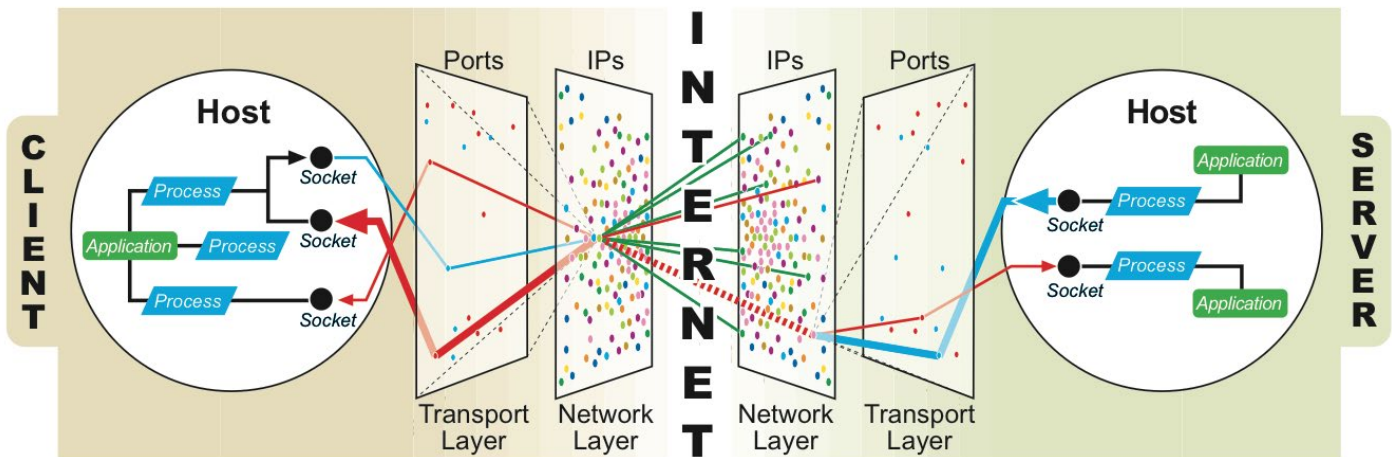 CLIENT
Host
Process
Socket
Application
Process
Socket
Process
Socket
Ports
Transport
Layer
IPs
Network
Layer
INTERNET
IPs
Network
Layer
Ports
Transport
Layer
Host
Application
Process
Socket
Process
Socket
Application
SERVER